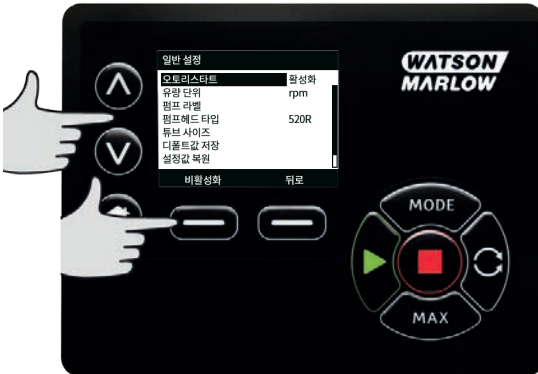 일반 설정
오토리스타트 활성화
유량 단위 rpm
펌프 라벨
펌프헤드 타입 520R
튜브 사이즈
디폴트값 저장
설정값 복원
비활성화 뒤로
WATSON
MARLOW
MODE
MAX